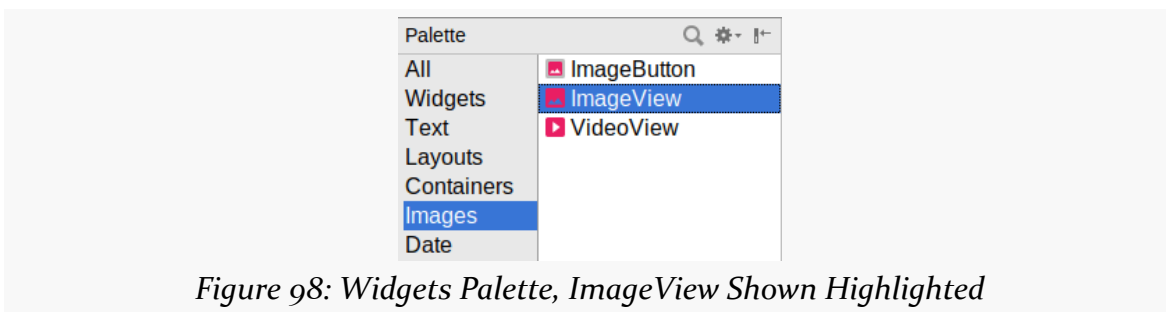 Palette
All
Widgets
Text
Layouts
Containers
Images
Date
ImageButton
ImageView
VideoView
Figure 98: Widgets Palette, ImageView Shown Highlighted